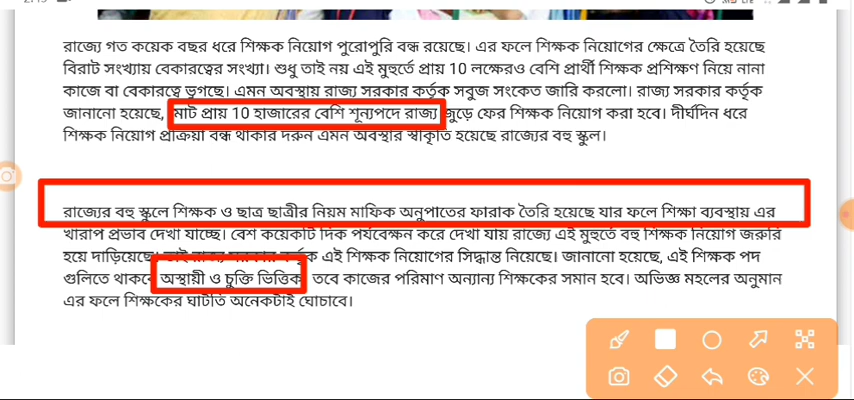 রাজ্যে গত কয়েক বছর ধরে শিক্ষক নিয়োগ পুরোপুরি বন্ধ রয়েছে। এর ফলে শিক্ষক নিয়োগের ক্ষেত্রে তৈরি হয়েছে
বিরাট সংখ্যায় বেকারত্বের সংখ্যা। শুধু তাই নয় এই মুহুর্তে প্রায় 10 লক্ষেরও বেশি প্রার্থী শিক্ষক প্রশিক্ষণ নিয়ে নানা
কাজে বা বেকারত্বে ভুগছে। এমন অবস্থায় রাজ্য সরকার কর্তৃক সবুজ সংকেত জারি করলো। রাজ্য সরকার কর্তৃক
জানানো হয়েছে, মোট প্রায় 10 হাজারের বেশি শূন্যপদে রাজ্য জুড়ে ফের শিক্ষক নিয়োগ করা হবে। দীর্ঘদিন ধরে
শিক্ষক নিয়োগ প্রক্রিয়া বন্ধ থাকার দরুন এমন অবস্থার স্বীকৃতি হয়েছে রাজ্যের বহু স্কুল।
রাজ্যের বহু স্কুলে শিক্ষক ও ছাত্র ছাত্রীর নিয়ম মাফিক অনুপাতের ফারাক তৈরি হয়েছে যার ফলে শিক্ষা ব্যবস্থায় এর
খারাপ প্রভাব দেখা যাচ্ছে। বেশ কয়েকটি দিক পর্যবেক্ষন করে দেখা যায় রাজ্যে এই মুহুর্তে বহু শিক্ষক নিয়োগ জরুরি
হয়ে দাড়িয়েছে। তাই রাজ্য সরকার কর্তৃক এই শিক্ষক নিয়োগের সিদ্ধান্ত নিয়েছে। জানানো হয়েছে, এই শিক্ষক পদ
গুলিতে থাকবে অস্থায়ী ও চুক্তি ভিত্তিক তবে কাজের পরিমাণ অন্যান্য শিক্ষকের সমান হবে। অভিজ্ঞ মহলের অনুমান
এর ফলে শিক্ষকের ঘাটতি অনেকটাই ঘোচাবে।